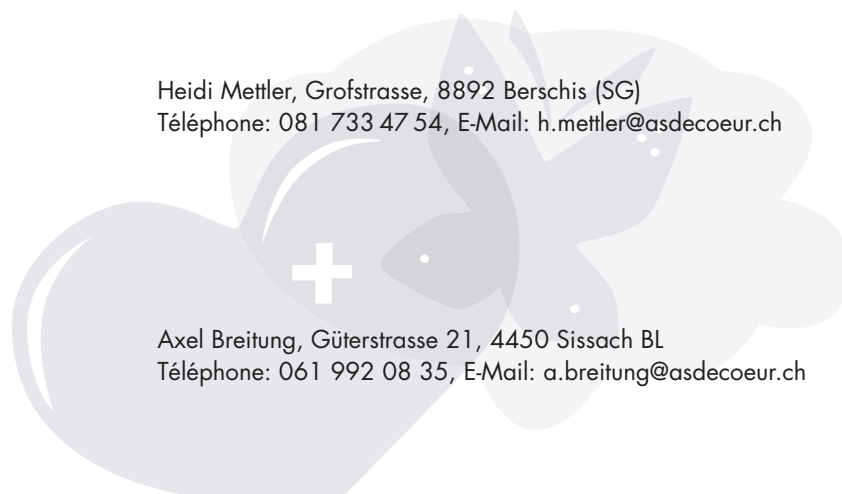 Heidi Mettler, Grofstrasse, 8892 Berschis (SG)
Téléphone: 081 733 47 54, E-Mail: h.mettler@asdecoeur.ch
Axel Breitung, Güterstrasse 21, 4450 Sissach BL
Téléphone: 061 992 08 35, E-Mail: a.breitung@asdecoeur.ch